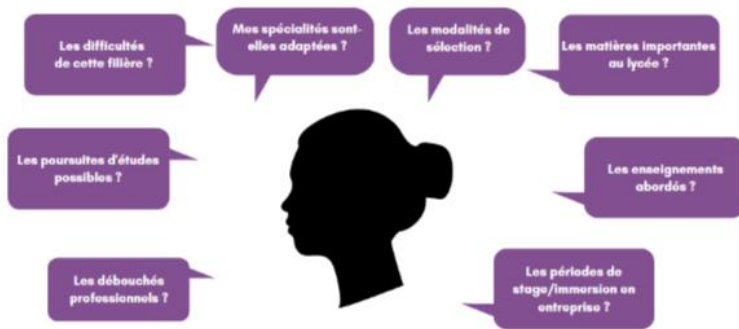 Les difficultés
de cette filière ?
Mes spécialités sont-
elles adaptées ?
Les modalités de
sélection ?
Les matières importantes
au lycée ?
Les poursuites d'études
possibles ?
Les enseignements
abordés ?
Les débouchés
professionnels ?
Les périodes de
stage/immersion en
entreprise ?